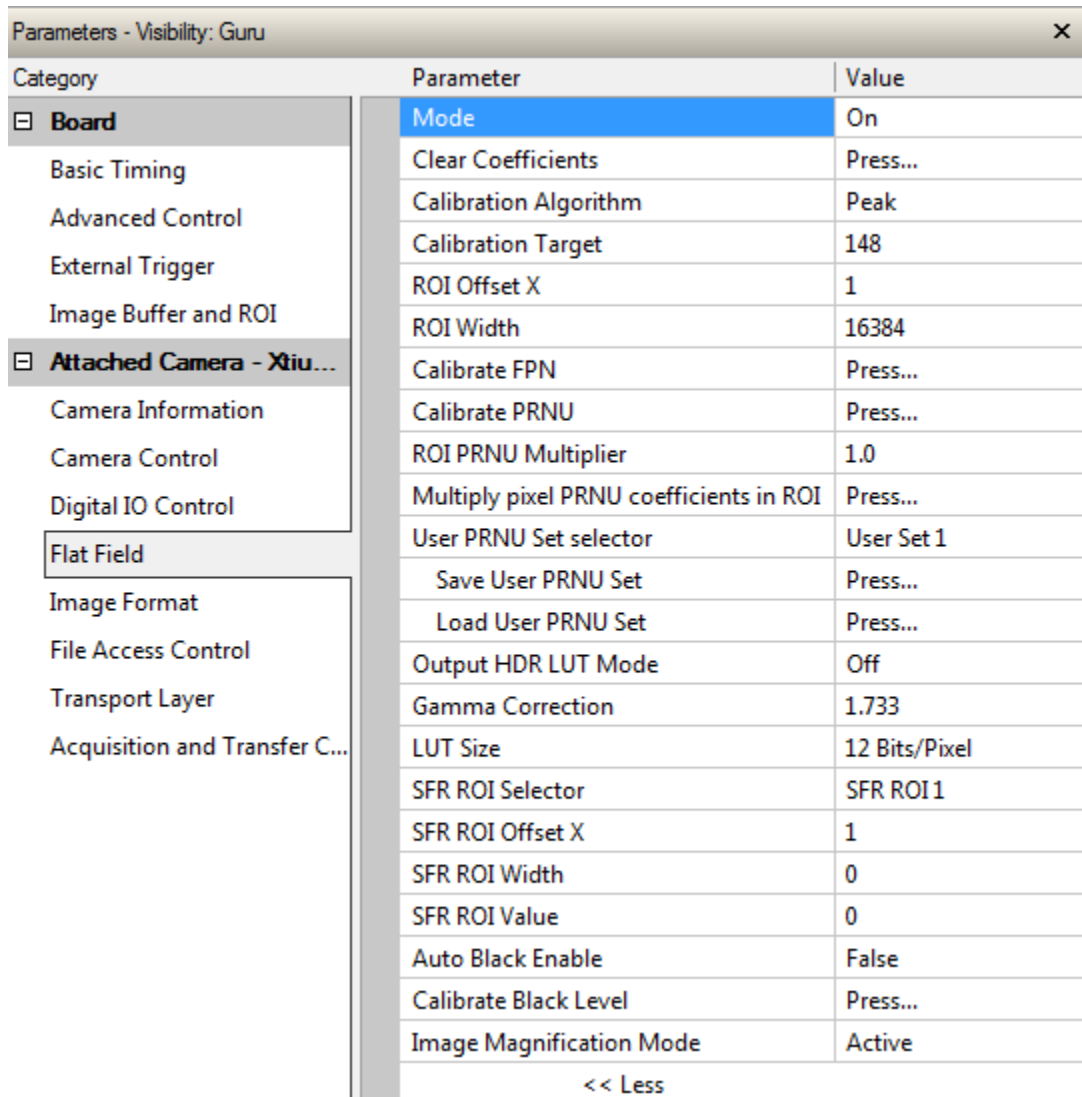 Parameters - Visibility: Guru
Category
Board
Basic Timing
Advanced Control
External Trigger
Image Buffer and ROI
Attached Camera - Xtiu...
Camera Information
Camera Control
Digital IO Control
Flat Field
Image Format
File Access Control
Transport Layer
Acquisition and Transfer C...
Parameter Value
Mode On
Clear Coefficients Press...
Calibration Algorithm Peak
Calibration Target 148
ROI Offset X 1
ROI Width 16384
Calibrate FPN Press...
Calibrate PRNU Press...
ROI PRNU Multiplier 1.0
Multiply pixel PRNU coefficients in ROI Press...
User PRNU Set selector User Set 1
Save User PRNU Set Press...
Load User PRNU Set Press...
Output HDR LUT Mode Off
Gamma Correction 1.733
LUT Size 12 Bits/Pixel
SFR ROI Selector SFR ROI 1
SFR ROI Offset X 1
SFR ROI Width 0
SFR ROI Value 0
Auto Black Enable False
Calibrate Black Level Press...
Image Magnification Mode Active
<< Less